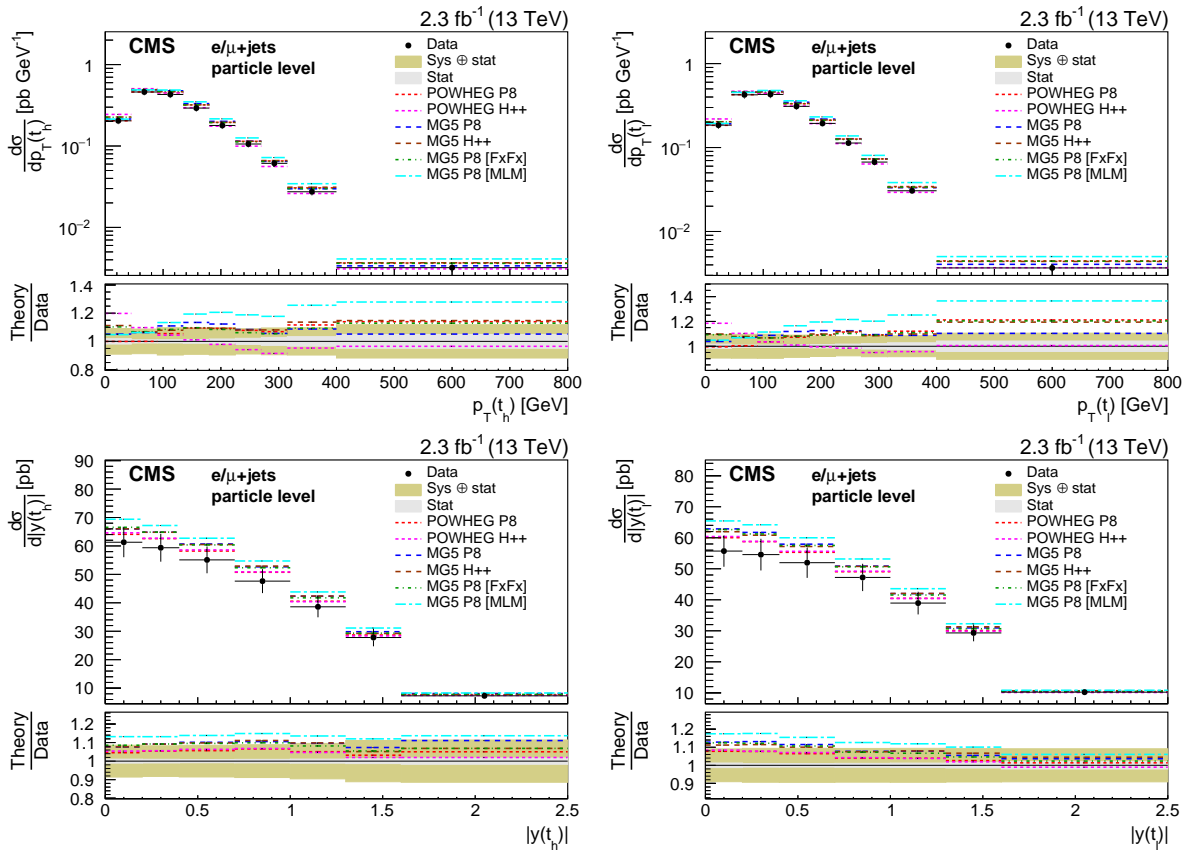 2.3 fb⁻¹ (13 TeV)
CMS
e/μ+jets
particle level
Data
Sys ⊕ stat
Stat
POWHEG P8
POWHEG H++
MG5 P8
MG5 H++
MG5 P8 [FxFx]
MG5 P8 [MLM]
dσ/dp_T(t_h) [pb GeV⁻¹]
1
10⁻¹
10⁻²
Theory/Data
1.4
1.2
1
0.8
0 100 200 300 400 500 600 700 800
p_T(t_h) [GeV]
2.3 fb⁻¹ (13 TeV)
CMS
e/μ+jets
particle level
Data
Sys ⊕ stat
Stat
POWHEG P8
POWHEG H++
MG5 P8
MG5 H++
MG5 P8 [FxFx]
MG5 P8 [MLM]
dσ/dp_T(t_l) [pb GeV⁻¹]
1
10⁻¹
10⁻²
Theory/Data
1.4
1.2
1
0 100 200 300 400 500 600 700 800
p_T(t_l) [GeV]
2.3 fb⁻¹ (13 TeV)
CMS
e/μ+jets
particle level
Data
Sys ⊕ stat
Stat
POWHEG P8
POWHEG H++
MG5 P8
MG5 H++
MG5 P8 [FxFx]
MG5 P8 [MLM]
dσ/d|y(t_h)| [pb]
90
80
70
60
50
40
30
20
10
Theory/Data
1.2
1.1
1
0.9
0.8
0 0.5 1 1.5 2 2.5
|y(t_h)|
2.3 fb⁻¹ (13 TeV)
CMS
e/μ+jets
particle level
Data
Sys ⊕ stat
Stat
POWHEG P8
POWHEG H++
MG5 P8
MG5 H++
MG5 P8 [FxFx]
MG5 P8 [MLM]
dσ/d|y(t_l)| [pb]
80
70
60
50
40
30
20
10
Theory/Data
1.2
1.1
1
0.9
0 0.5 1 1.5 2 2.5
|y(t_l)|